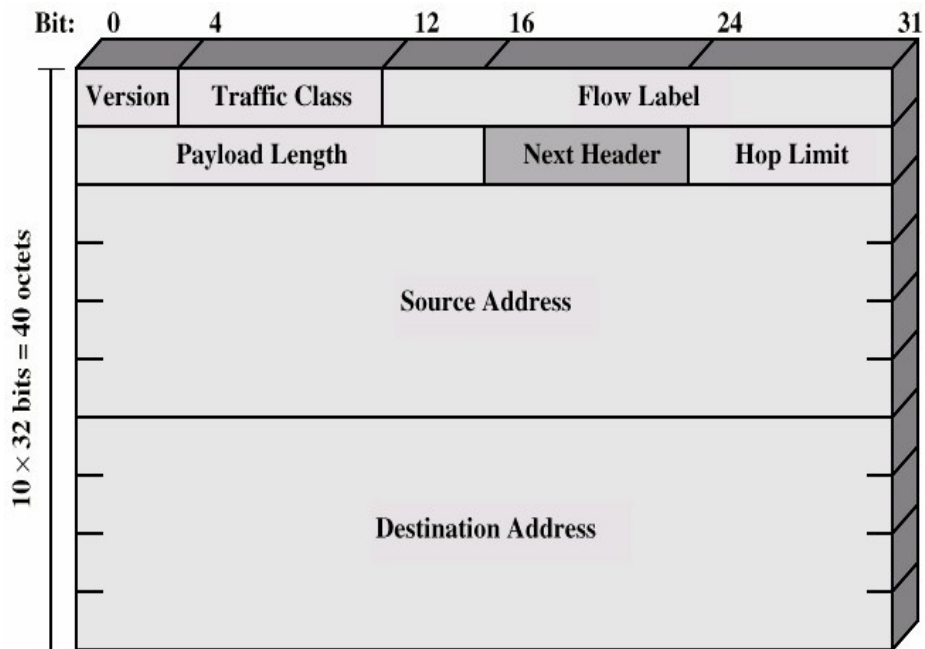 Bit: 0 4 12 16 24 31
Version Traffic Class Flow Label
Payload Length Next Header Hop Limit
Source Address
Destination Address
10 × 32 bits = 40 octets